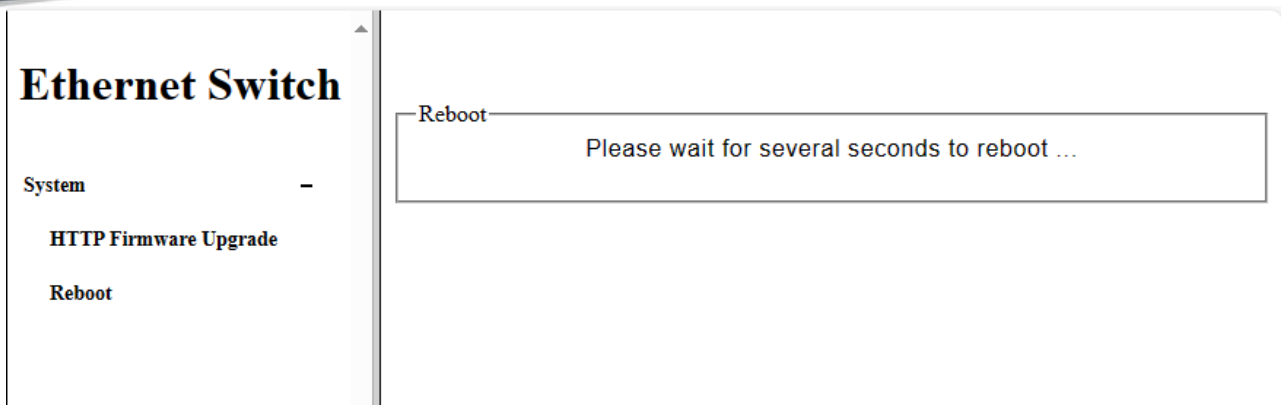 Ethernet Switch
System
HTTP Firmware Upgrade
Reboot
Reboot
Please wait for several seconds to reboot ...